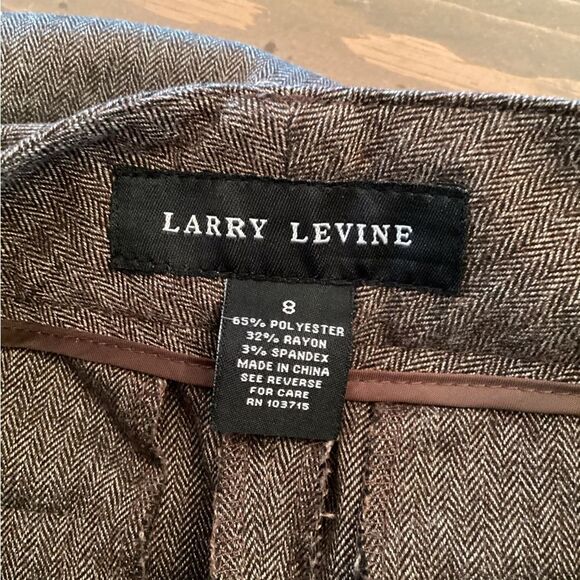 LARRY LEVINE
8
65% POLYESTER
32% RAYON
3% SPANDEX
MADE IN CHINA
SEE REVERSE
FOR CARE
RN 103715